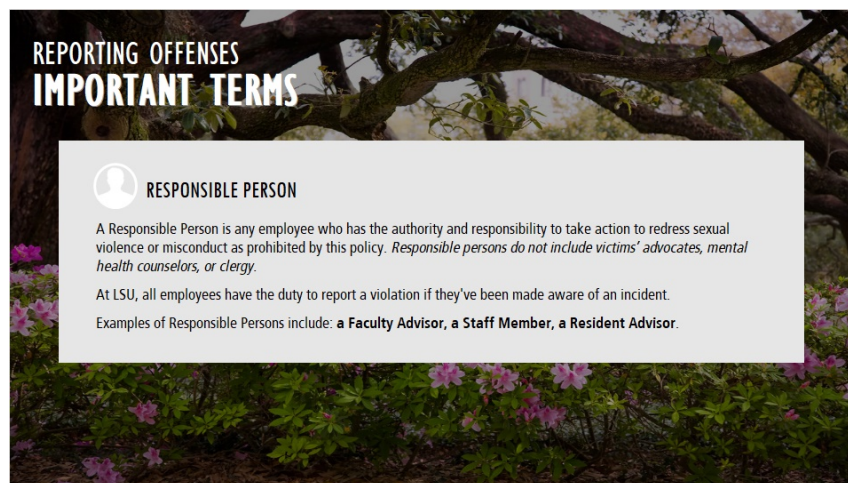 REPORTING OFFENSES
IMPORTANT TERMS
RESPONSIBLE PERSON
A Responsible Person is any employee who has the authority and responsibility to take action to redress sexual
violence or misconduct as prohibited by this policy. Responsible persons do not include victims' advocates, mental
health counselors, or clergy.
At LSU, all employees have the duty to report a violation if they've been made aware of an incident.
Examples of Responsible Persons include: a Faculty Advisor, a Staff Member, a Resident Advisor.